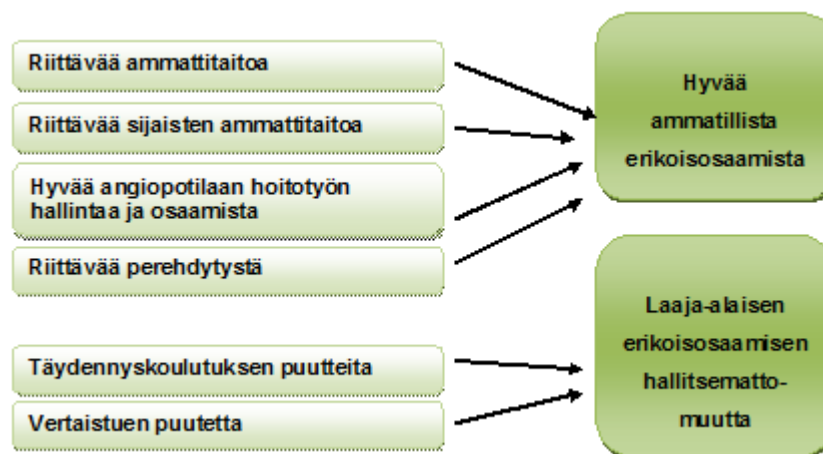 Riittävää ammattitaitoa
Riittävää sijaisten ammattitaitoa
Hyvää angiopotilaan hoitotyön
hallintaa ja osaamista
Riittävää perehdytystä
Hyvää
ammatillista
erikoisosaamista
Täydennyskoulutuksen puutteita
Vertaistuen puutetta
Laaja-alaisen
erikoisosaamisen
hallitsematto-
muutta